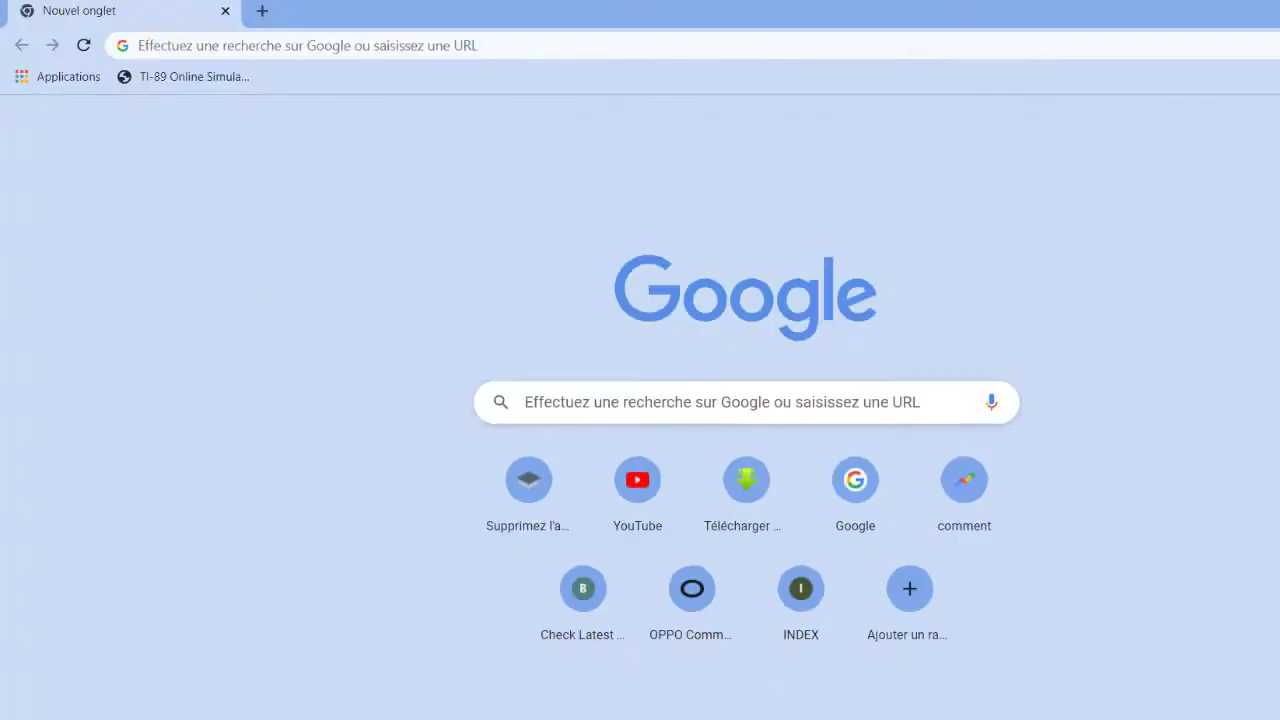 Nouvel onglet
Effectuez une recherche sur Google ou saisissez une URL
Applications
TI-89 Online Simula...
Google
Effectuez une recherche sur Google ou saisissez une URL
Supprimez l'a...
YouTube
Télécharger ...
Google
comment
B
I
Check Latest ...
OPPO Comm...
INDEX
Ajouter un ra...